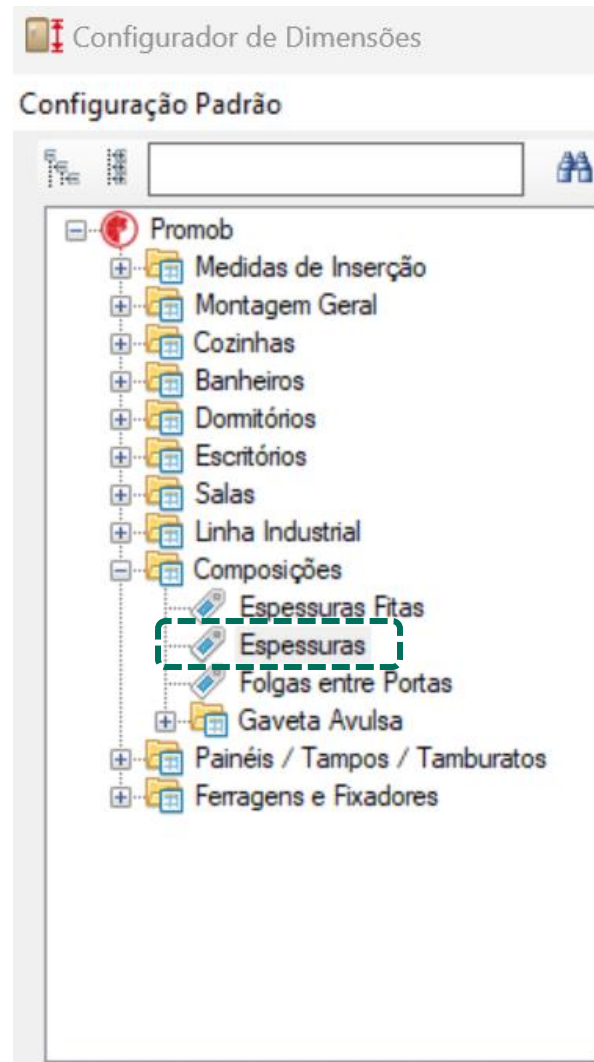 Configurador de Dimensões
Configuração Padrão
Promob
Medidas de Inserção
Montagem Geral
Cozinhas
Banheiros
Dormitórios
Escritórios
Salas
Linha Industrial
Composições
Espessuras Fitas
Espessuras
Folgas entre Portas
Gaveta Avulsa
Painéis / Tampos / Tamburatos
Ferragens e Fixadores